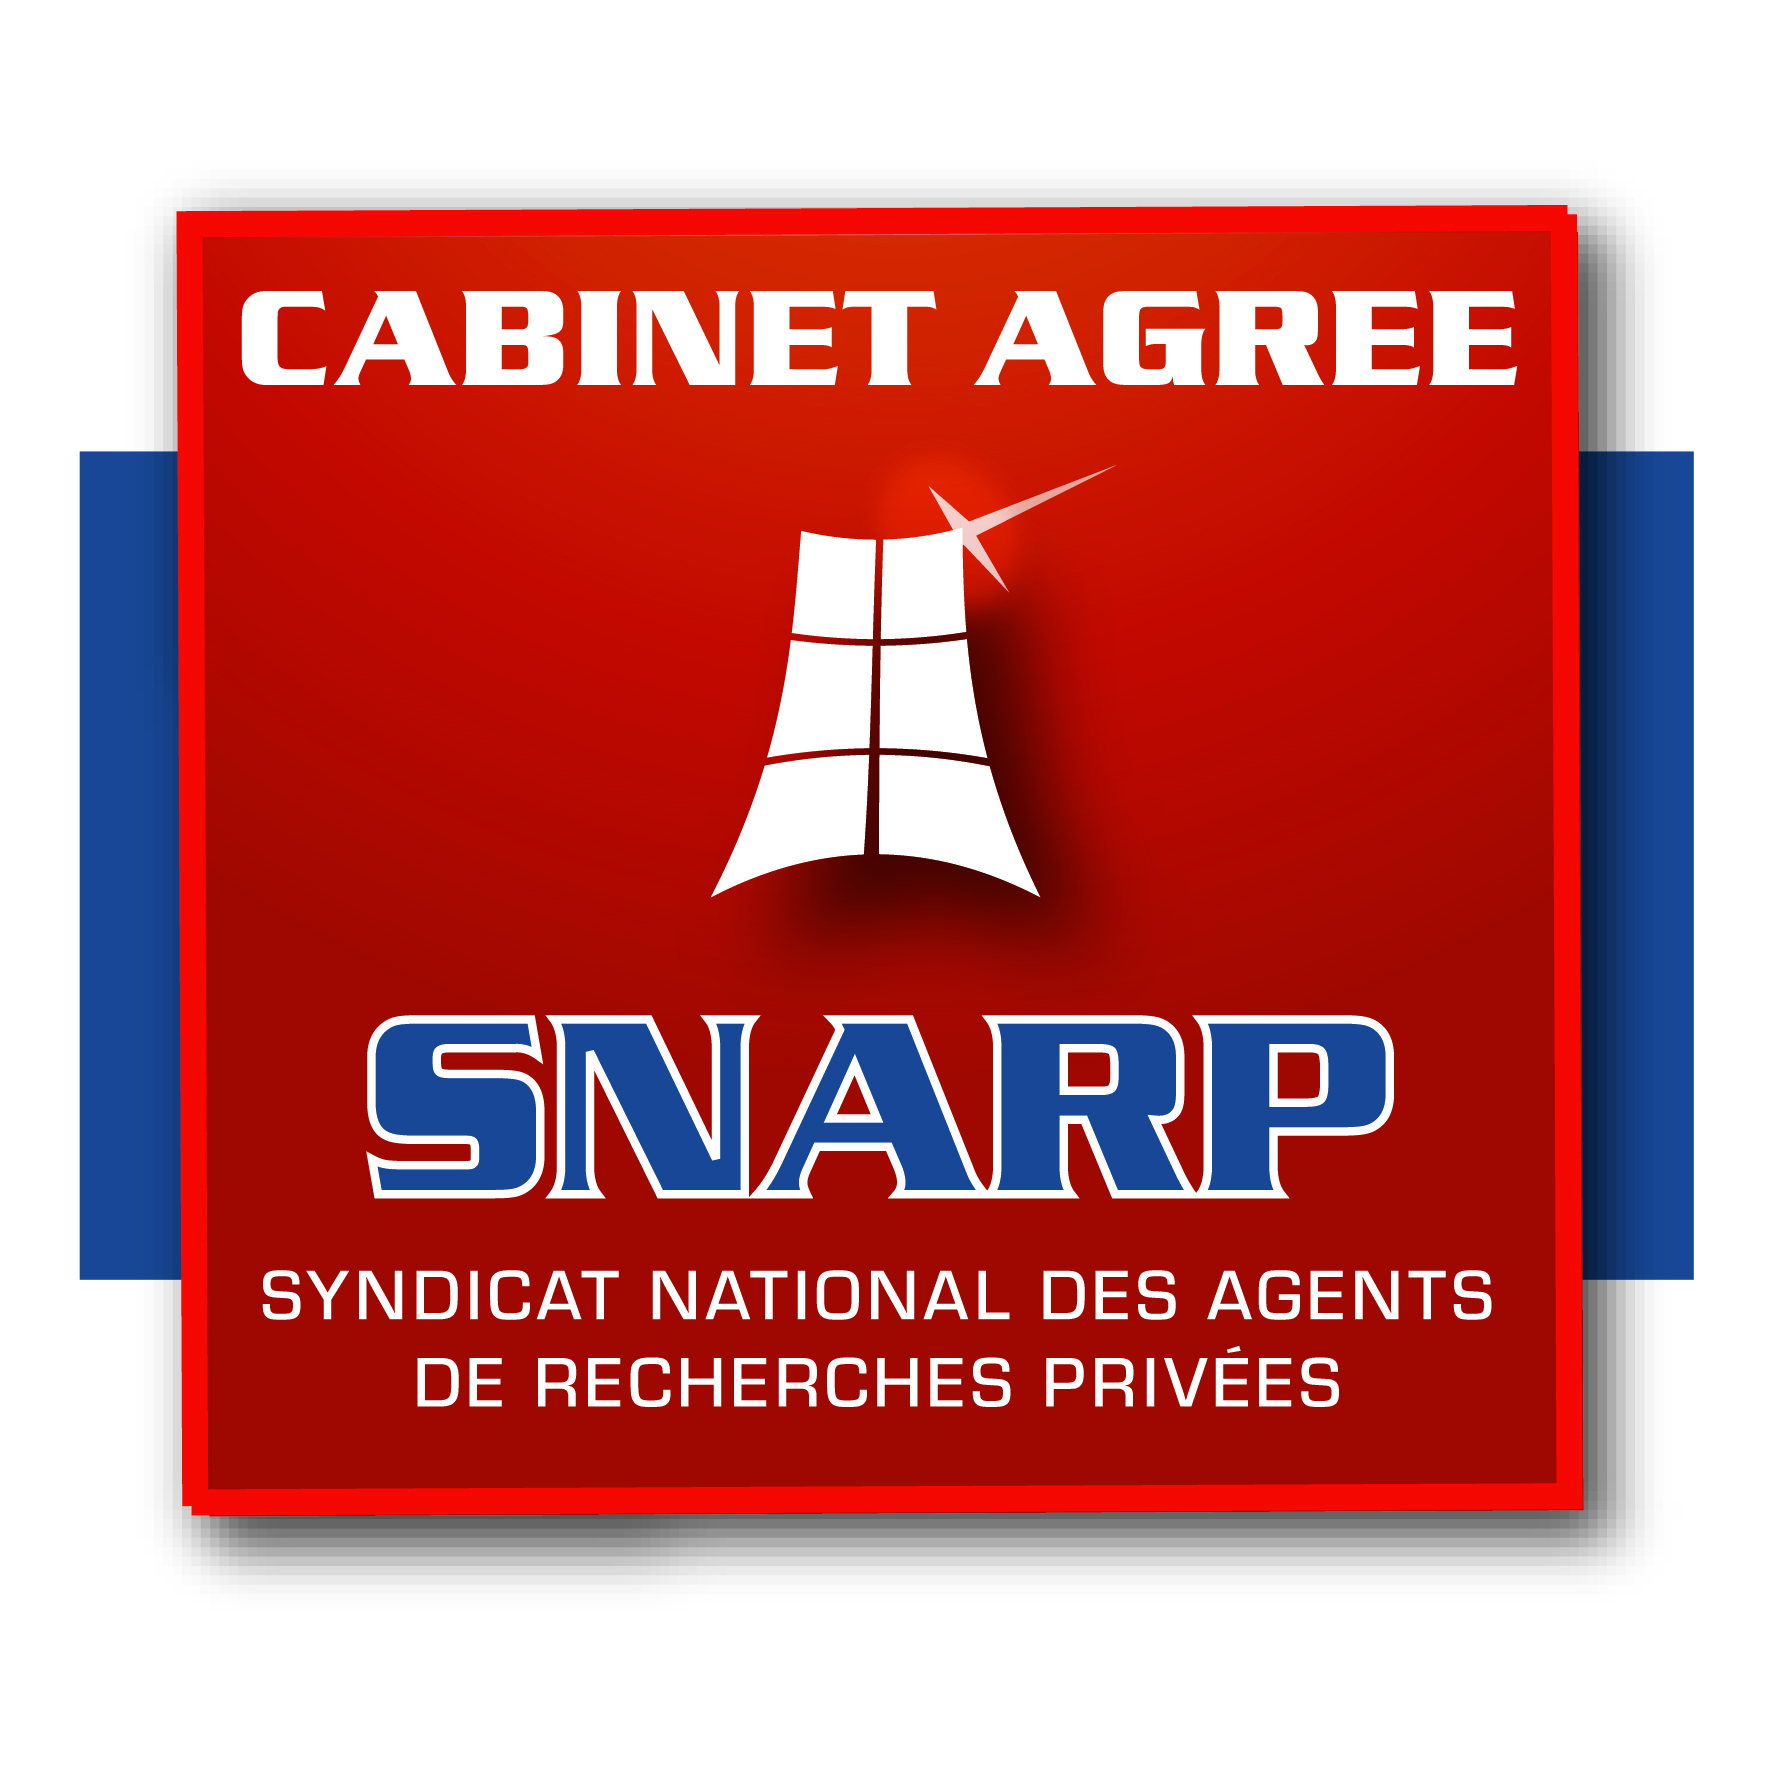 CABINET AGREE
SNARP
SYNDICAT NATIONAL DES AGENTS
DE RECHERCHES PRIVÉES